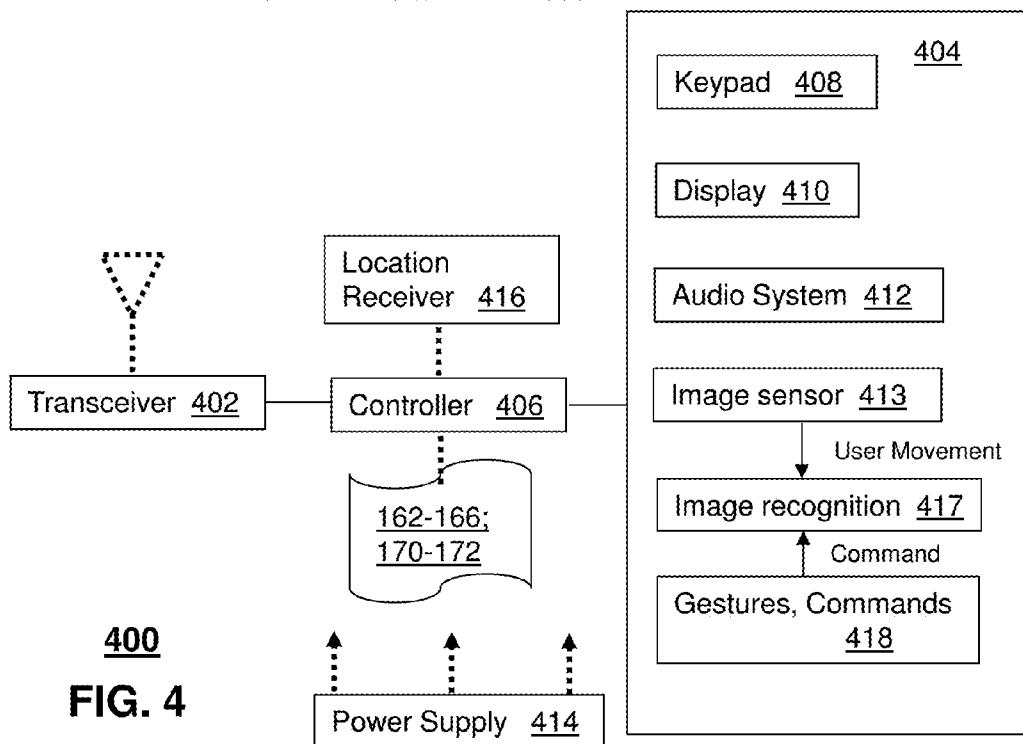 404
Keypad 408
Display 410
Location
Receiver 416
Audio System 412
Transceiver 402
Controller 406
Image sensor 413
User Movement
162-166;
170-172
Image recognition 417
Command
Gestures, Commands
418
400
FIG. 4
Power Supply 414